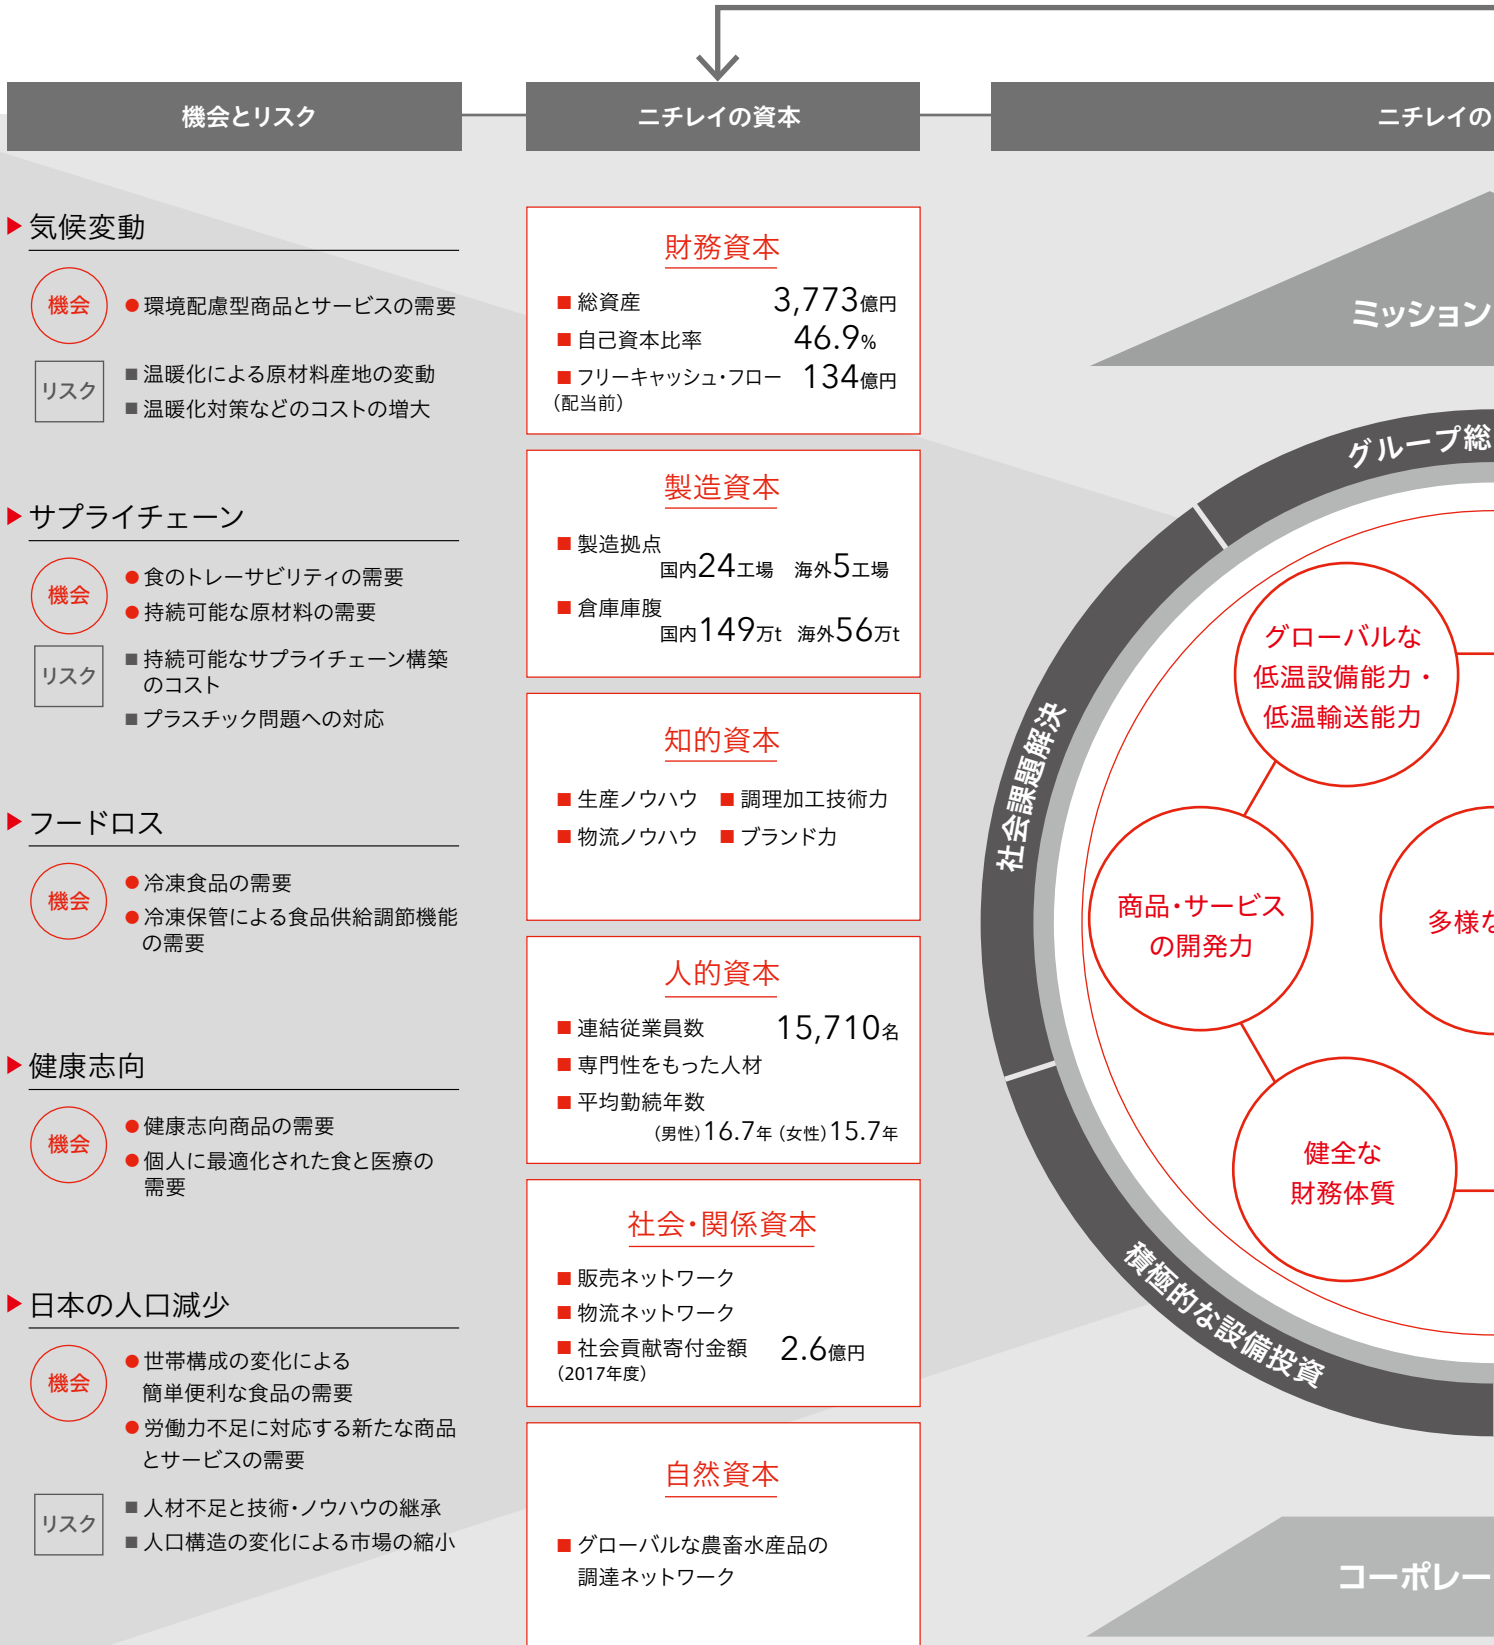 機会とリスク
気候変動
機会
●環境配慮型商品とサービスの需要
リスク
■温暖化による原材料産地の変動
■温暖化対策などのコストの増大
サプライチェーン
機会
●食のトレーサビリティの需要
●持続可能な原材料の需要
リスク
■持続可能なサプライチェーン構築
のコスト
■プラスチック問題への対応
フードロス
機会
●冷凍食品の需要
●冷凍保管による食品供給調節機能
の需要
健康志向
機会
●健康志向商品の需要
●個人に最適化された食と医療の
需要
日本の人口減少
機会
●世帯構成の変化による
簡単便利な食品の需要
●労働力不足に対応する新たな商品
とサービスの需要
リスク
■人材不足と技術・ノウハウの継承
■人口構造の変化による市場の縮小
ニチレイの資本
財務資本
■総資産 3,773億円
■自己資本比率 46.9%
■フリーキャッシュ・フロー 134億円
(配当前)
製造資本
■製造拠点
国内24工場 海外5工場
■倉庫庫腹
国内149万t 海外56万t
知的資本
■生産ノウハウ ■調理加工技術力
■物流ノウハウ ■ブランド力
人的資本
■連結従業員数 15,710名
■専門性をもった人材
■平均勤続年数
(男性)16.7年 (女性)15.7年
社会・関係資本
■販売ネットワーク
■物流ネットワーク
■社会貢献寄付金額 2.6億円
(2017年度)
自然資本
■グローバルな農畜水産品の
調達ネットワーク
ニチレイの
ミッション
グループ総
社会課題解決
積極的な設備投資
グローバルな
低温設備能力・
低温輸送能力
商品・サービス
の開発力
多様な
健全な
財務体質
コーポレー